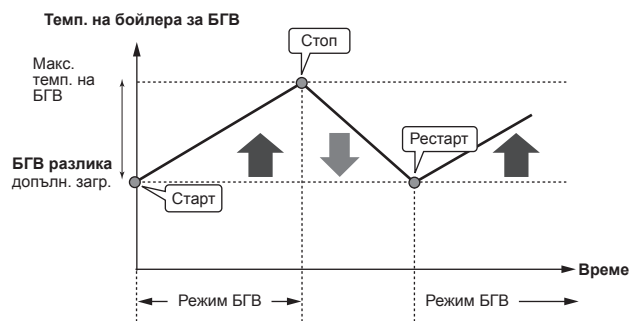 Темп. на бойлера за БГВ
Стоп
Макс.
темп. на
БГВ
Рестарт
БГВ разлика
допълн. загр.
Старт
Време
Режим БГВ
Режим БГВ